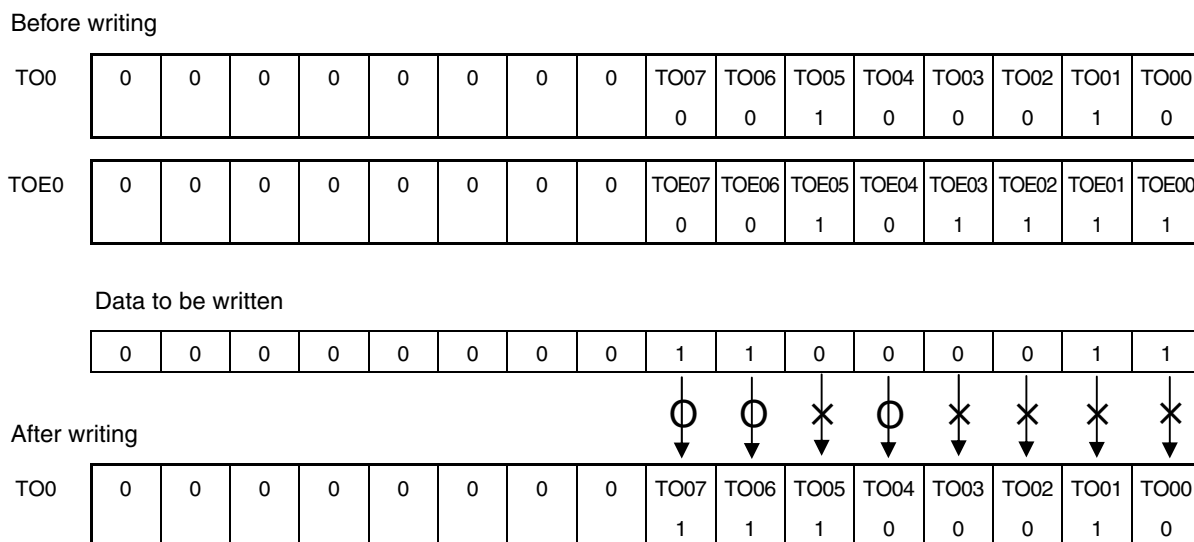 Before writing
TO0 0 0 0 0 0 0 0 0 TO07 TO06 TO05 TO04 TO03 TO02 TO01 TO00
0 0 1 0 0 0 1 0
TOE0 0 0 0 0 0 0 0 0 TOE07 TOE06 TOE05 TOE04 TOE03 TOE02 TOE01 TOE00
0 0 1 0 1 1 1 1
Data to be written
0 0 0 0 0 0 0 0 1 1 0 0 0 0 1 1
O O × O × × × ×
After writing
TO0 0 0 0 0 0 0 0 0 TO07 TO06 TO05 TO04 TO03 TO02 TO01 TO00
1 1 1 0 0 0 1 0